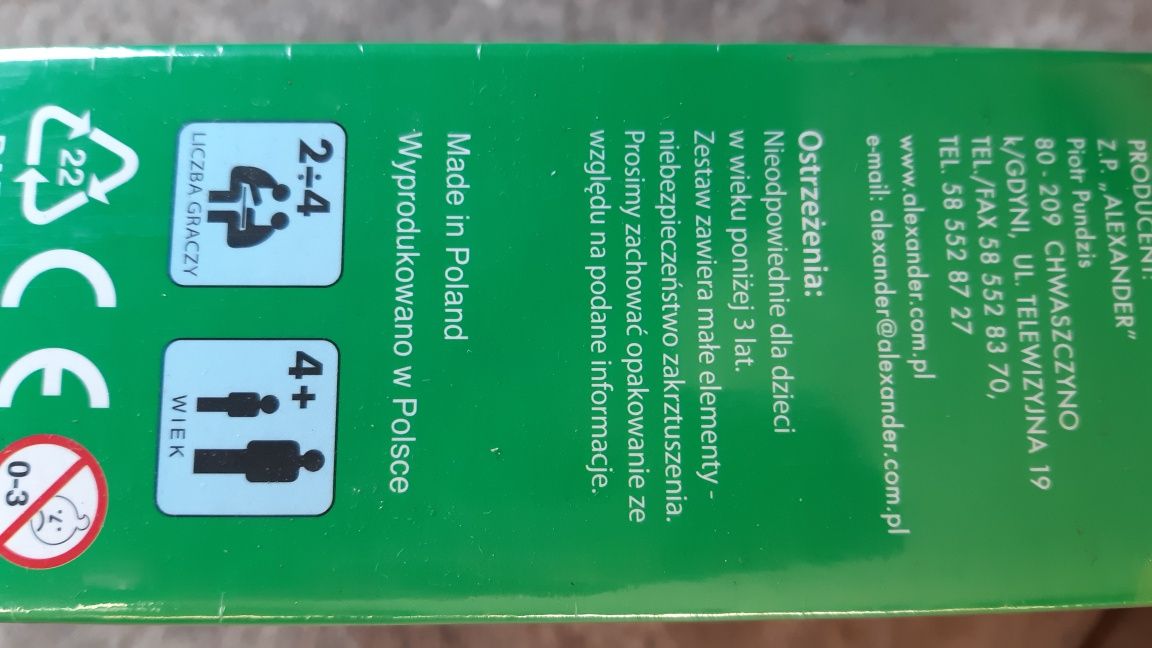 PRODUCENT:
Z.P. „ALEXANDER”
Piotr Pundzis
80 - 209 CHWASZCZYNO
k/GDYNI, UL. TELEWIZYJNA 19
TEL./FAX 58 552 83 70,
TEL. 58 552 87 27
www.alexander.com.pl
e-mail: alexander@alexander.com.pl
Ostrzeżenia:
Nieodpowiednie dla dzieci
w wieku poniżej 3 lat.
Zestaw zawiera małe elementy -
niebezpieczeństwo zakrztuszenia.
Prosimy zachować opakowanie ze
względu na podane informacje.
Made in Poland
Wyprodukowano w Polsce
2÷4
LICZBA GRACZY
4+
WIEK
22
CE
0-3